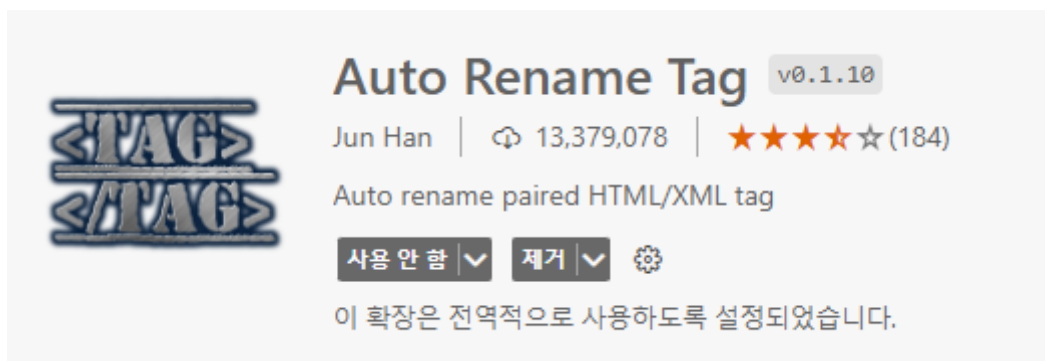 <TAG>
</TAG>
Auto Rename Tag v0.1.10
Jun Han 13,379,078 (184)
Auto rename paired HTML/XML tag
사용 안 함 제거
이 확장은 전역적으로 사용하도록 설정되었습니다.